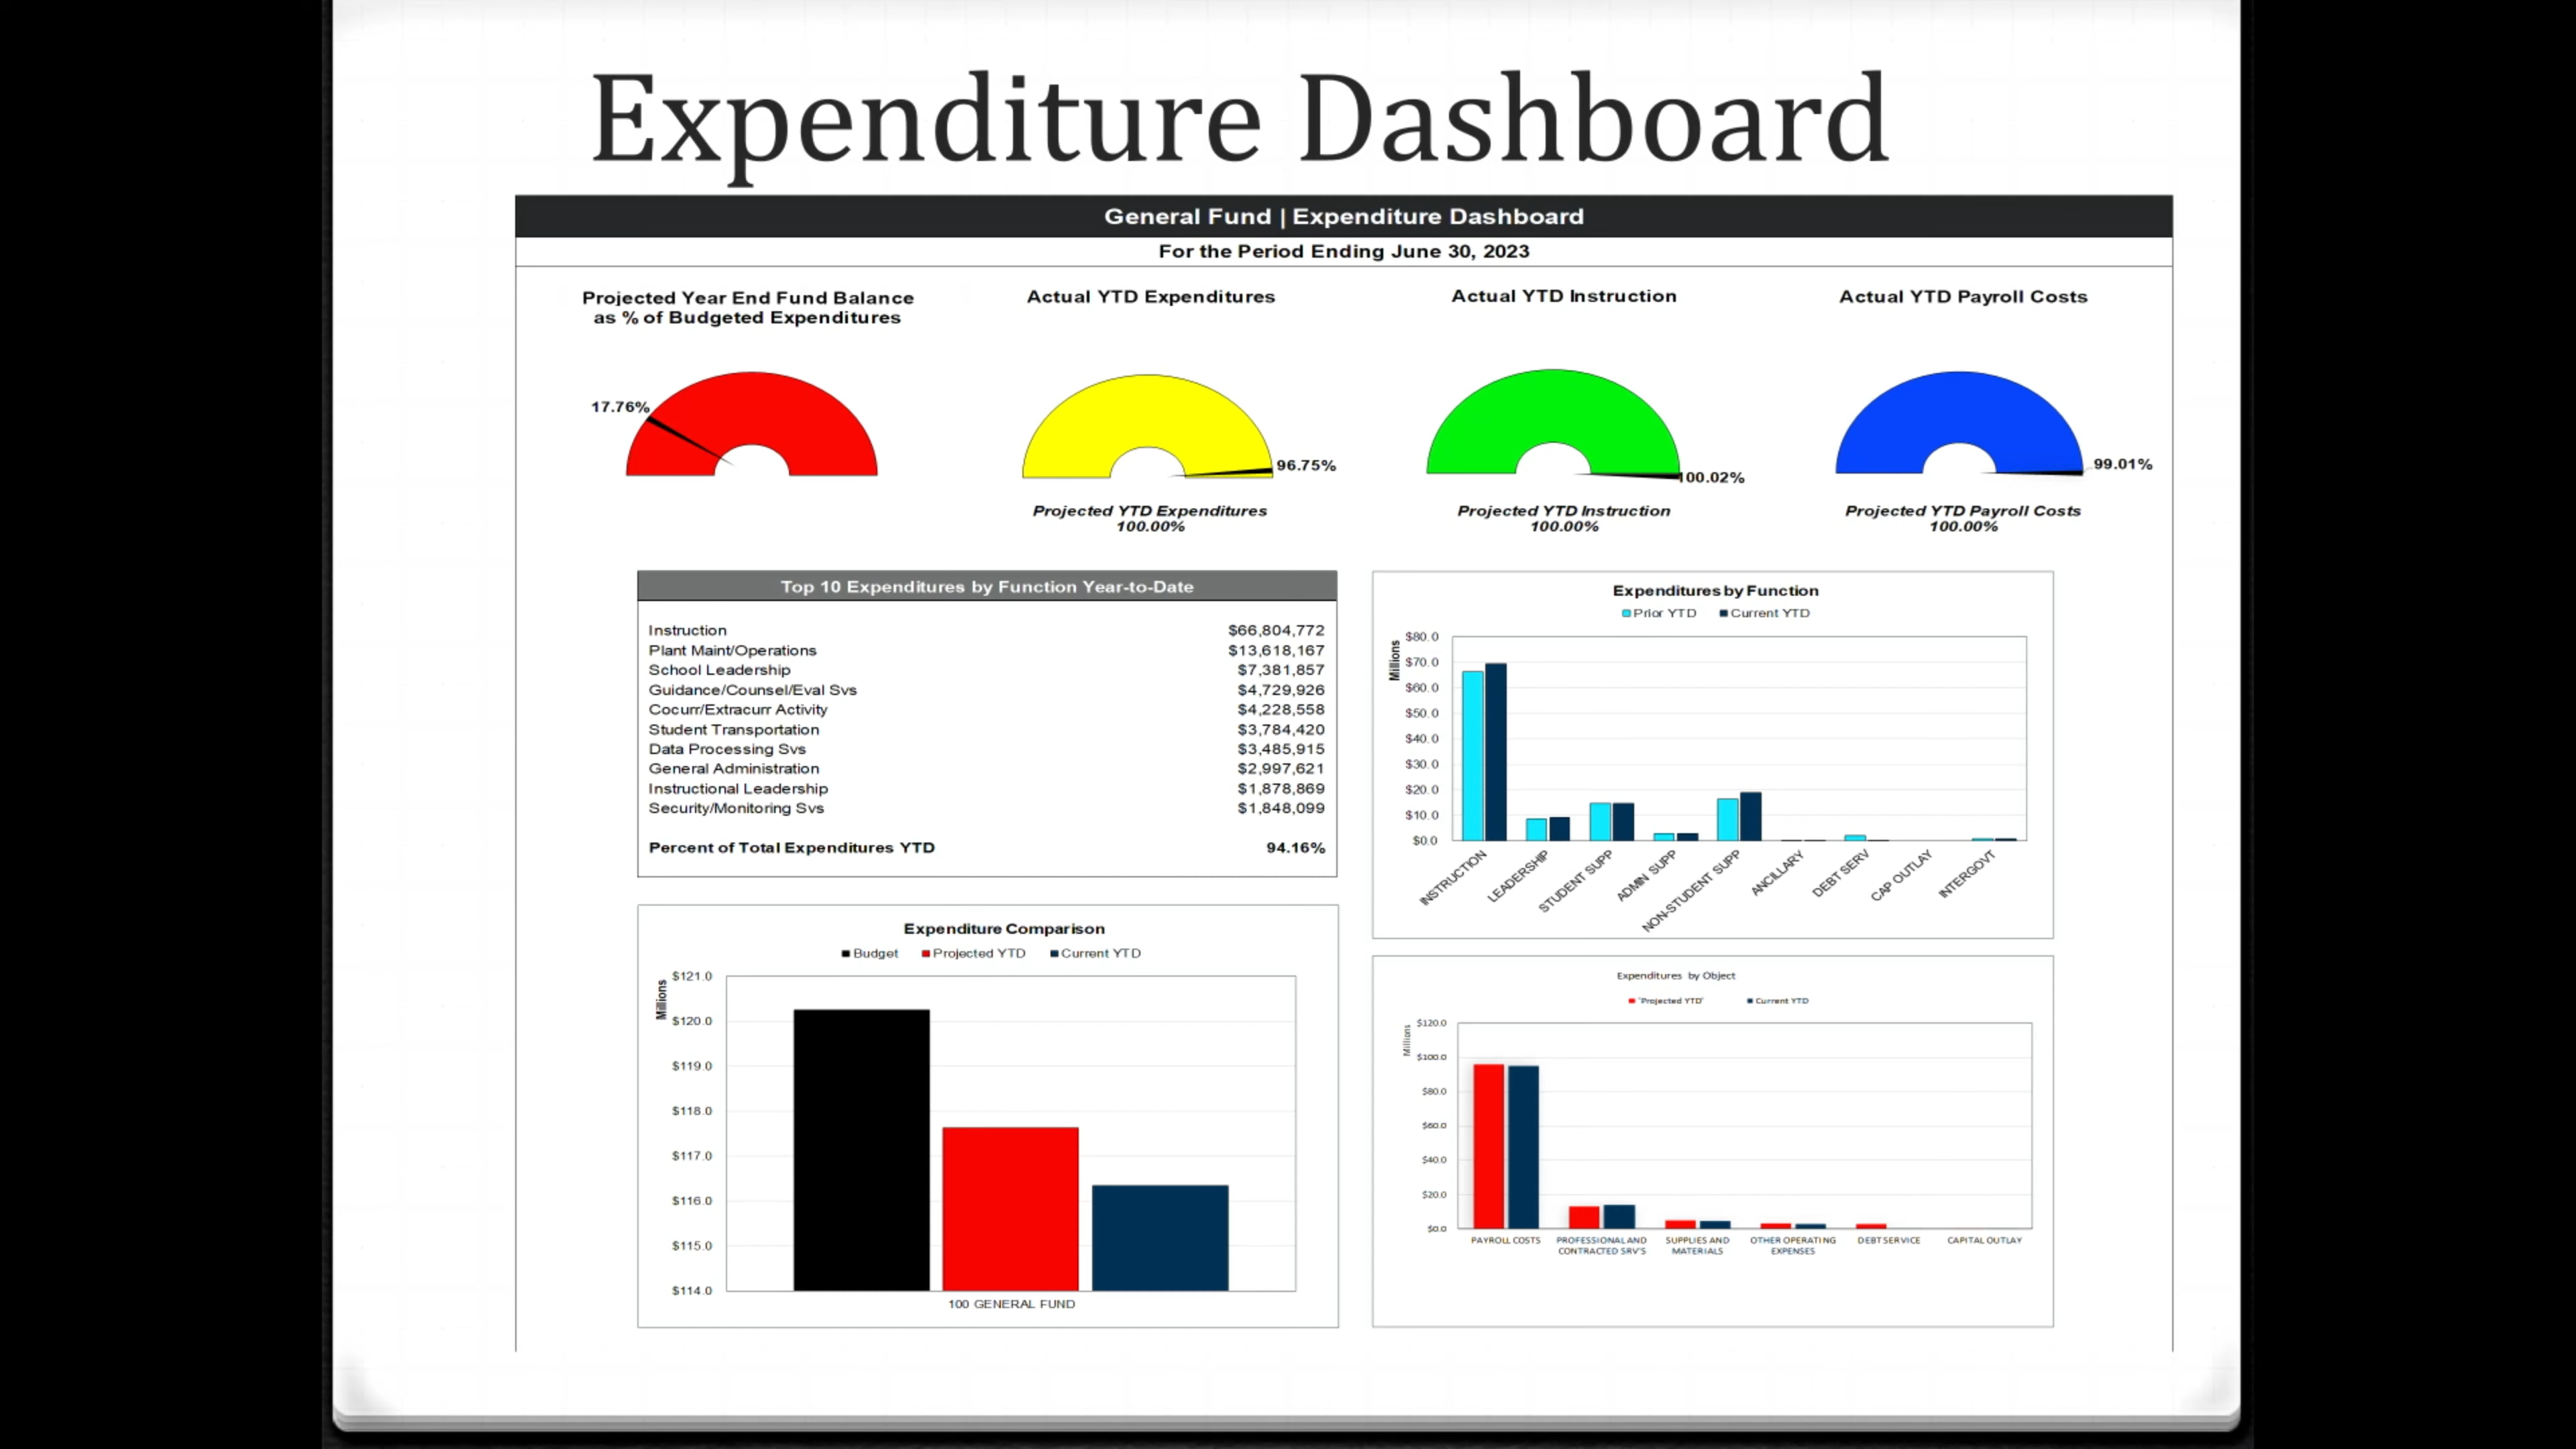 Expenditure Dashboard
General Fund | Expenditure Dashboard
For the Period Ending June 30, 2023
Projected Year End Fund Balance
as % of Budgeted Expenditures
17.76%
Actual YTD Expenditures
96.75%
Projected YTD Expenditures
100.00%
Actual YTD Instruction
100.02%
Projected YTD Instruction
100.00%
Actual YTD Payroll Costs
99.01%
Projected YTD Payroll Costs
100.00%
Top 10 Expenditures by Function Year-to-Date
Instruction $66,804,772
Plant Maint/Operations $13,618,167
School Leadership $7,381,857
Guidance/Counsel/Eval Svs $4,729,926
Cocurr/Extracurr Activity $4,228,558
Student Transportation $3,784,420
Data Processing Svs $3,485,915
General Administration $2,997,621
Instructional Leadership $1,878,869
Security/Monitoring Svs $1,848,099
Percent of Total Expenditures YTD 94.16%
Expenditures by Function
Prior YTD Current YTD
Millions
$80.0
$70.0
$60.0
$50.0
$40.0
$30.0
$20.0
$10.0
$0.0
INSTRUCTION
LEADERSHIP
STUDENT SUPP
ADMIN SUPP
NON-STUDENT SUPP
ANCILLARY
DEBT SERV
CAP OUTLAY
INTERGOVT
Expenditure Comparison
Budget Projected YTD Current YTD
Millions
$121.0
$120.0
$119.0
$118.0
$117.0
$116.0
$115.0
$114.0
100 GENERAL FUND
Expenditures by Object
'Projected YTD' Current YTD
Millions
$120.0
$100.0
$80.0
$60.0
$40.0
$20.0
$0.0
PAYROLL COSTS
PROFESSIONAL AND
CONTRACTED SRV'S
SUPPLIES AND
MATERIALS
OTHER OPERATING
EXPENSES
DEBT SERVICE
CAPITAL OUTLAY